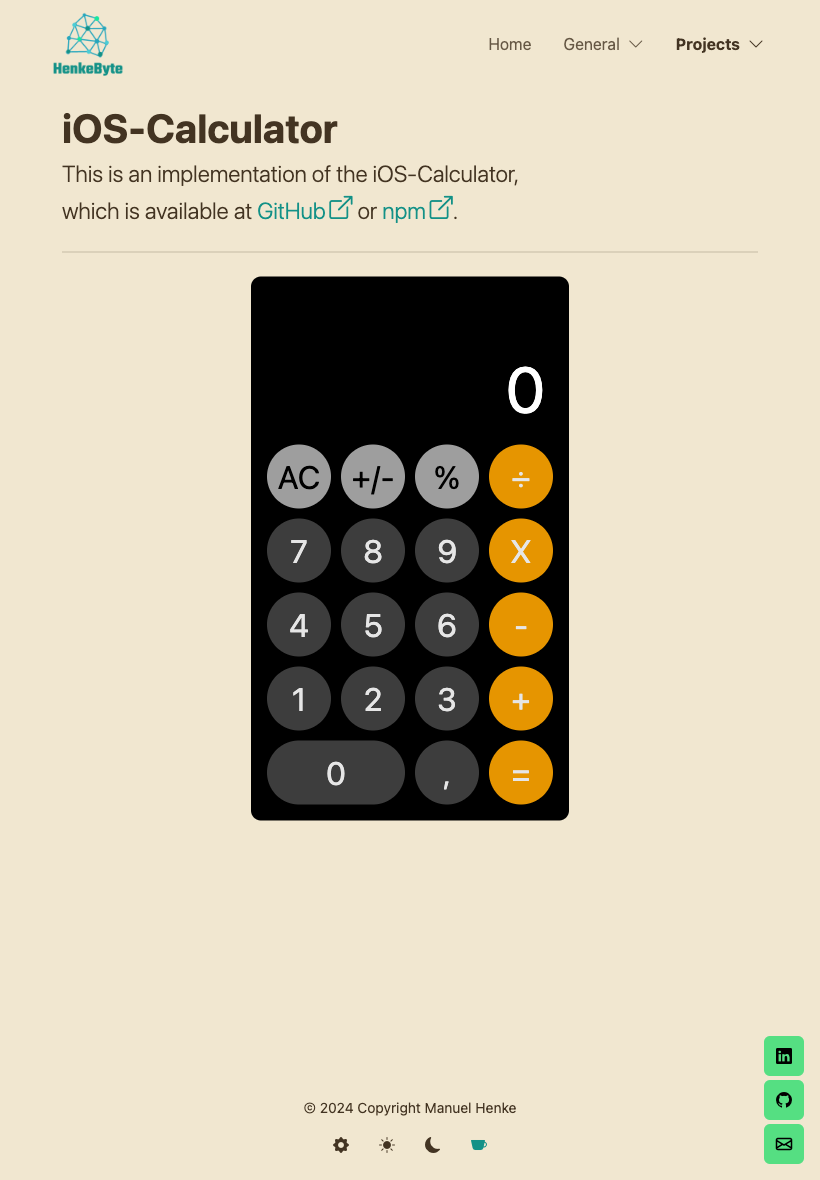 HenkeByte
Home General Projects
iOS-Calculator
This is an implementation of the iOS-Calculator,
which is available at GitHub or npm.
0
AC +/- % ÷
7 8 9 X
4 5 6 -
1 2 3 +
0 , =
© 2024 Copyright Manuel Henke
in